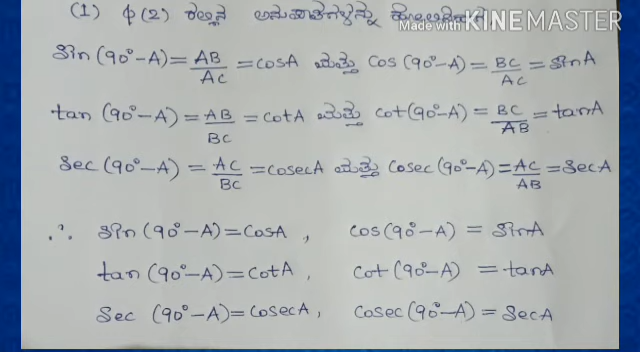 (1) & (2) ರಲ್ಲಿನ ಅನುಪಾತಗಳನ್ನು
Made with KINEMASTER
Sin(90°-A)=AB/AC=cosA ಮತ್ತು cos(90°-A)=BC/AC=SinA
tan (90°-A)=AB/BC=cotA ಮತ್ತು cot(90°-A)=BC/AB=tanA
Sec(90°-A)=AC/BC=cosecA ಮತ್ತು Cosec(90°-A)=AC/AB=SecA
∴ Sin(90°-A)=CosA, cos(90°-A)=SinA
tan (90°-A)=CotA, Cot(90°-A)=tanA
Sec (90°-A)=CosecA, Cosec(90°-A)=SecA